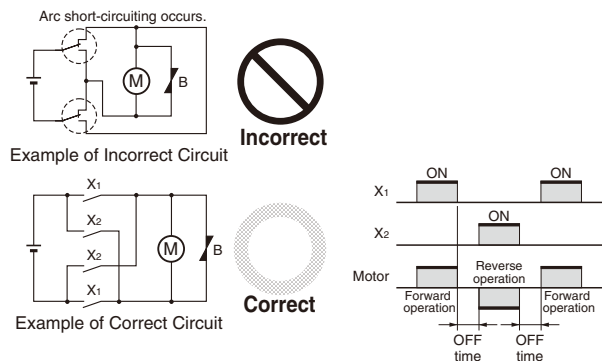 Arc short-circuiting occurs.
M
B
Incorrect
Example of Incorrect Circuit
X1
X2
X2
X1
M
B
Correct
Example of Correct Circuit
ON
ON
X1
ON
X2
Reverse
operation
Motor
Forward
operation
Forward
operation
OFF
time
OFF
time